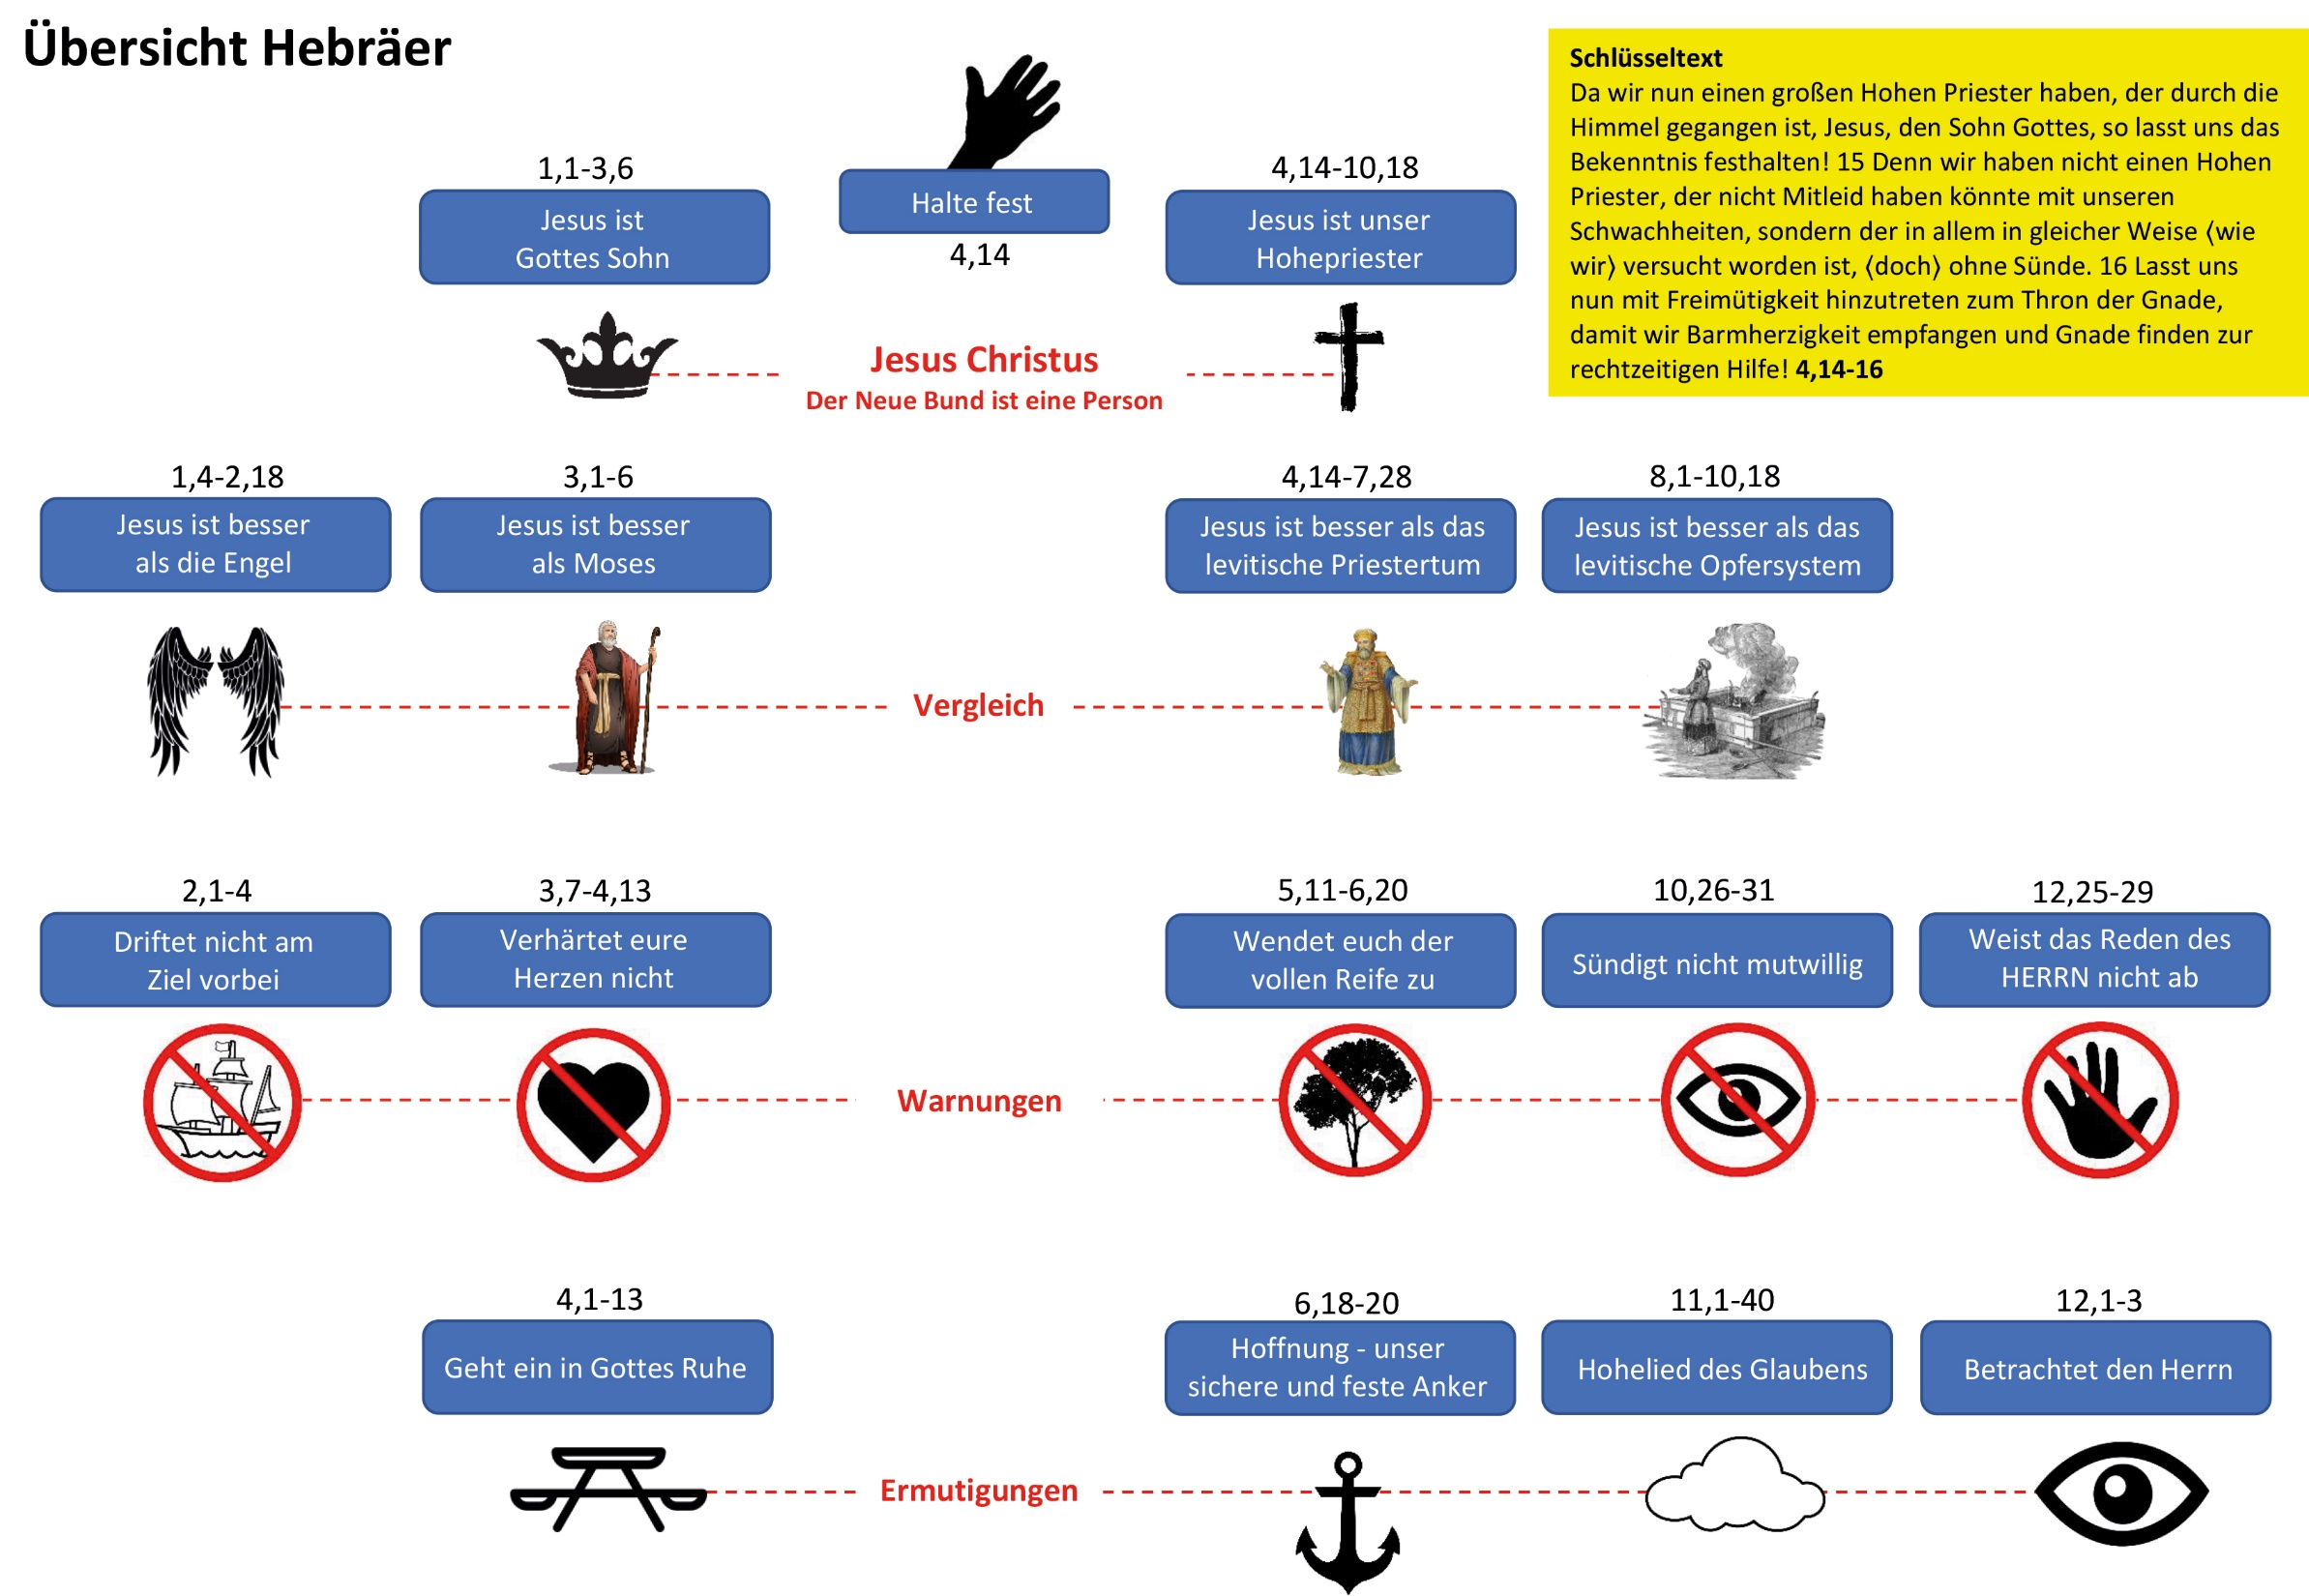 Übersicht Hebräer
Schlüsseltext
Da wir nun einen großen Hohen Priester haben, der durch die
Himmel gegangen ist, Jesus, den Sohn Gottes, so lasst uns das
Bekenntnis festhalten! 15 Denn wir haben nicht einen Hohen
Priester, der nicht Mitleid haben könnte mit unseren
Schwachheiten, sondern der in allem in gleicher Weise ⟨wie
wir⟩ versucht worden ist, ⟨doch⟩ ohne Sünde. 16 Lasst uns
nun mit Freimütigkeit hinzutreten zum Thron der Gnade,
damit wir Barmherzigkeit empfangen und Gnade finden zur
rechtzeitigen Hilfe! 4,14-16
1,1-3,6
Jesus ist
Gottes Sohn
Halte fest
4,14
4,14-10,18
Jesus ist unser
Hohepriester
Jesus Christus
Der Neue Bund ist eine Person
1,4-2,18
Jesus ist besser
als die Engel
3,1-6
Jesus ist besser
als Moses
4,14-7,28
Jesus ist besser als das
levitische Priestertum
8,1-10,18
Jesus ist besser als das
levitische Opfersystem
Vergleich
2,1-4
Driftet nicht am
Ziel vorbei
3,7-4,13
Verhärtet eure
Herzen nicht
5,11-6,20
Wendet euch der
vollen Reife zu
10,26-31
Sündigt nicht mutwillig
12,25-29
Weist das Reden des
HERRN nicht ab
Warnungen
4,1-13
Geht ein in Gottes Ruhe
6,18-20
Hoffnung - unser
sichere und feste Anker
11,1-40
Hohelied des Glaubens
12,1-3
Betrachtet den Herrn
Ermutigungen